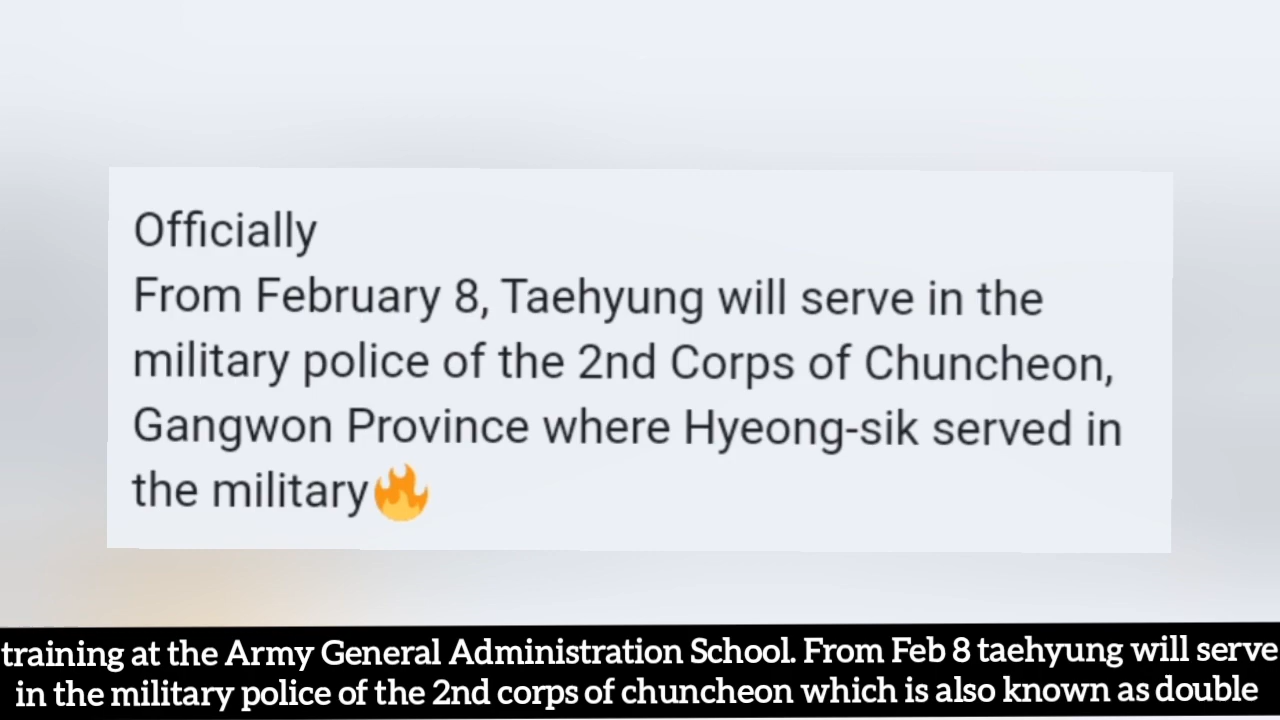 Officially
From February 8, Taehyung will serve in the
military police of the 2nd Corps of Chuncheon,
Gangwon Province where Hyeong-sik served in
the military🔥
training at the Army General Administration School. From Feb 8 taehyung will serve
in the military police of the 2nd corps of chuncheon which is also known as double